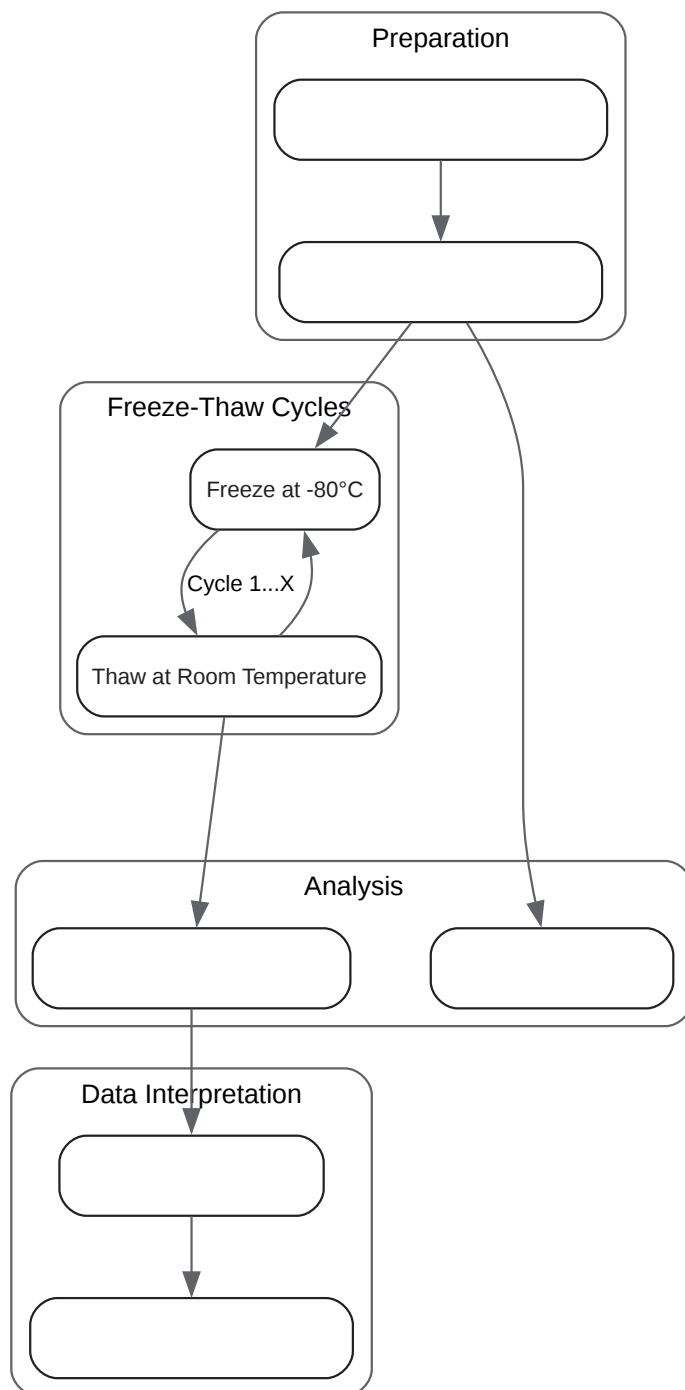 Preparation
Freeze-Thaw Cycles
Freeze at -80°C
Cycle 1...X
Thaw at Room Temperature
Analysis
Data Interpretation